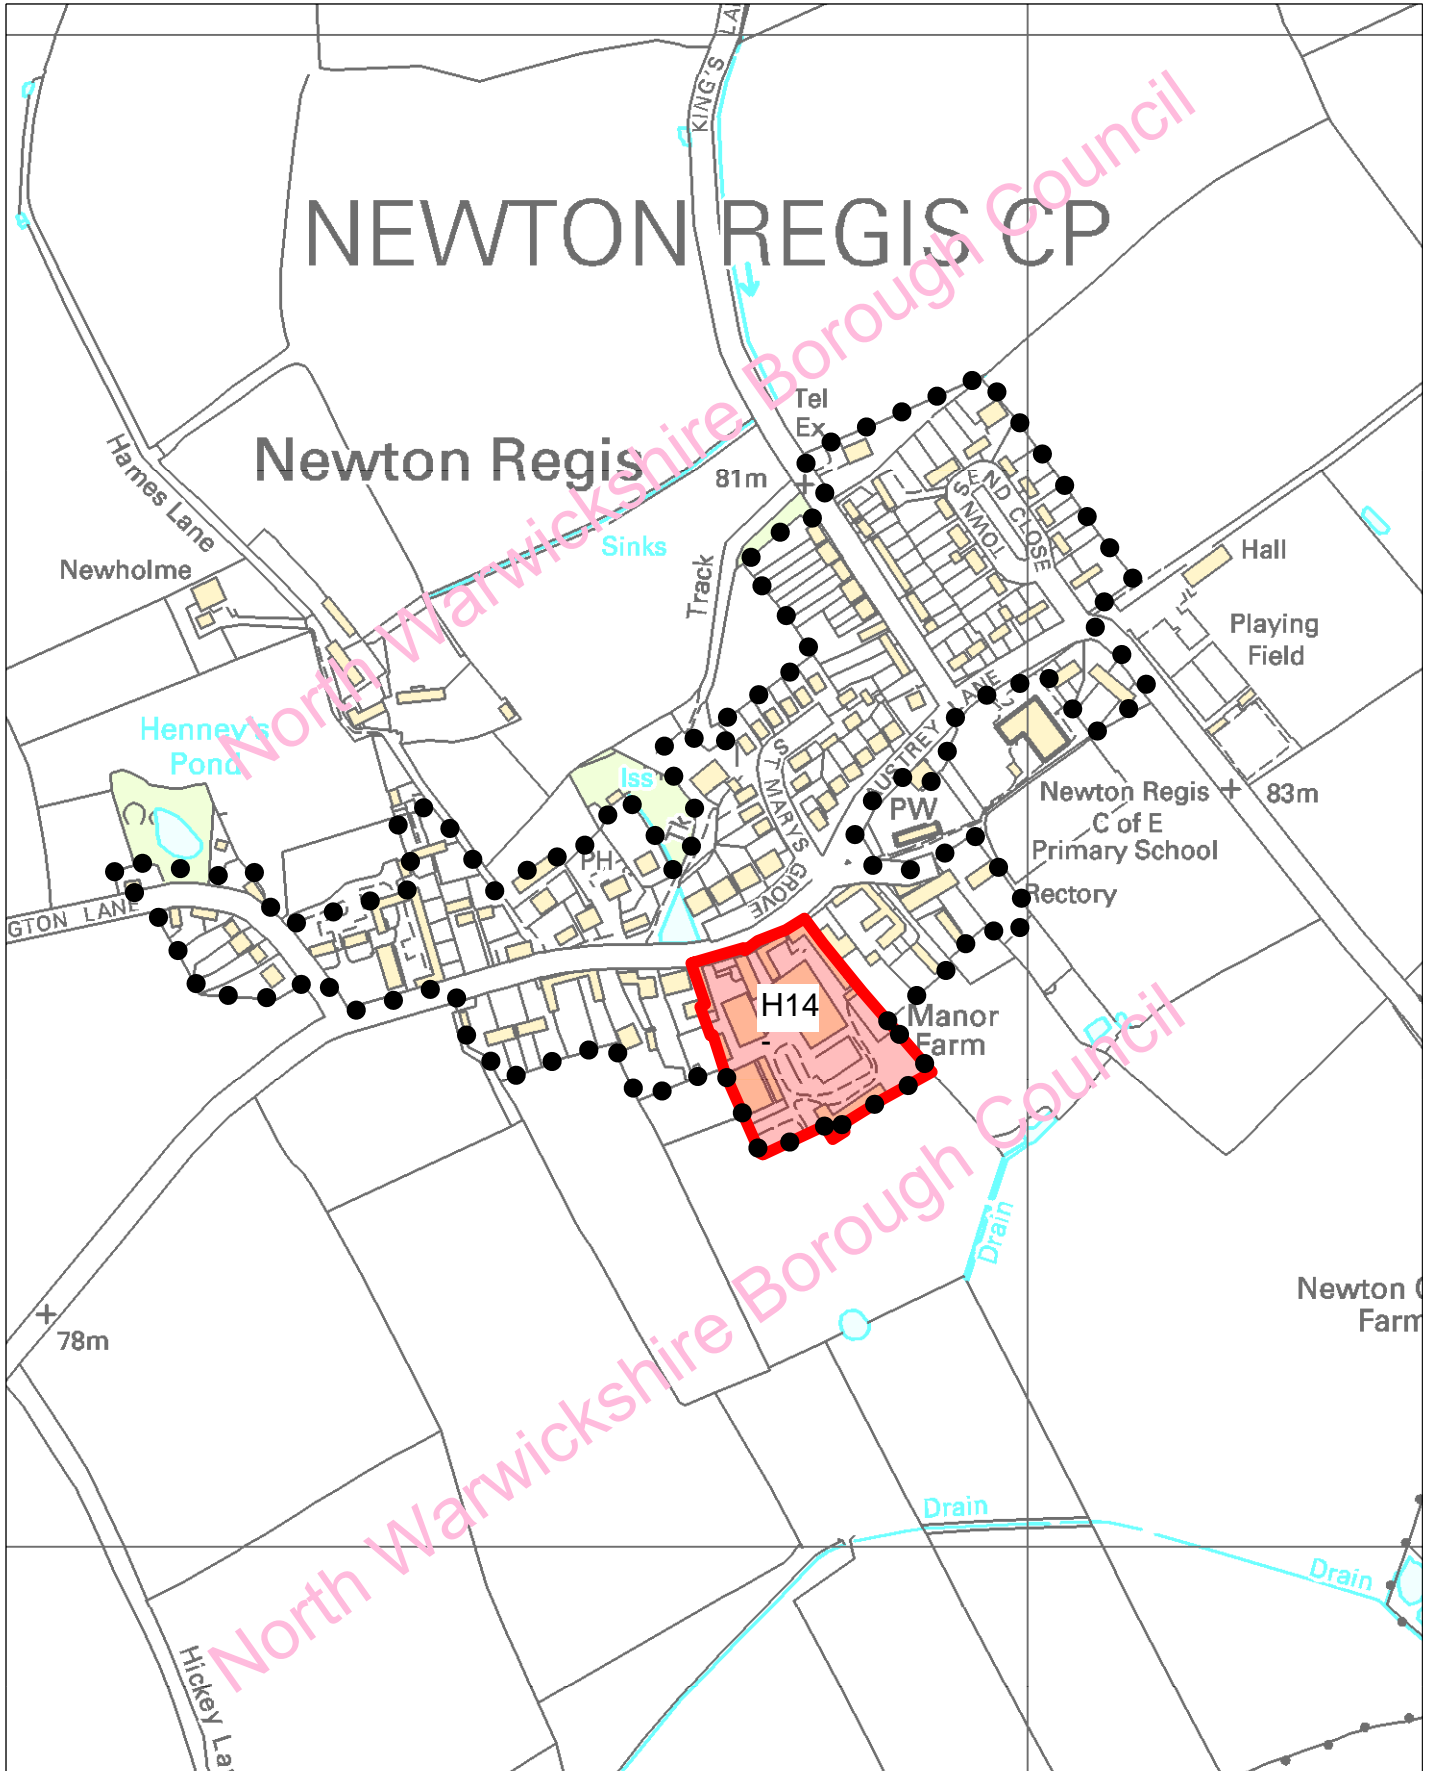 KING'S LA
NEWTON REGIS CP
North Warwickshire Borough Council
Tel
Ex
Newton Regis
81m
Hames Lane
TOWNSEND CLOSE
Sinks
Hall
Newholme
Track
Playing
Field
Henney's
Pond
AUSTREY LANE
Iss
ST MARYS GROVE
Newton Regis
C of E
Primary School
83m
PW
Tk
PH
Rectory
GTON LANE
H14
-
Manor
Farm
North Warwickshire Borough Council
Drain
Newton
Farm
78m
Drain
Drain
Hickey La